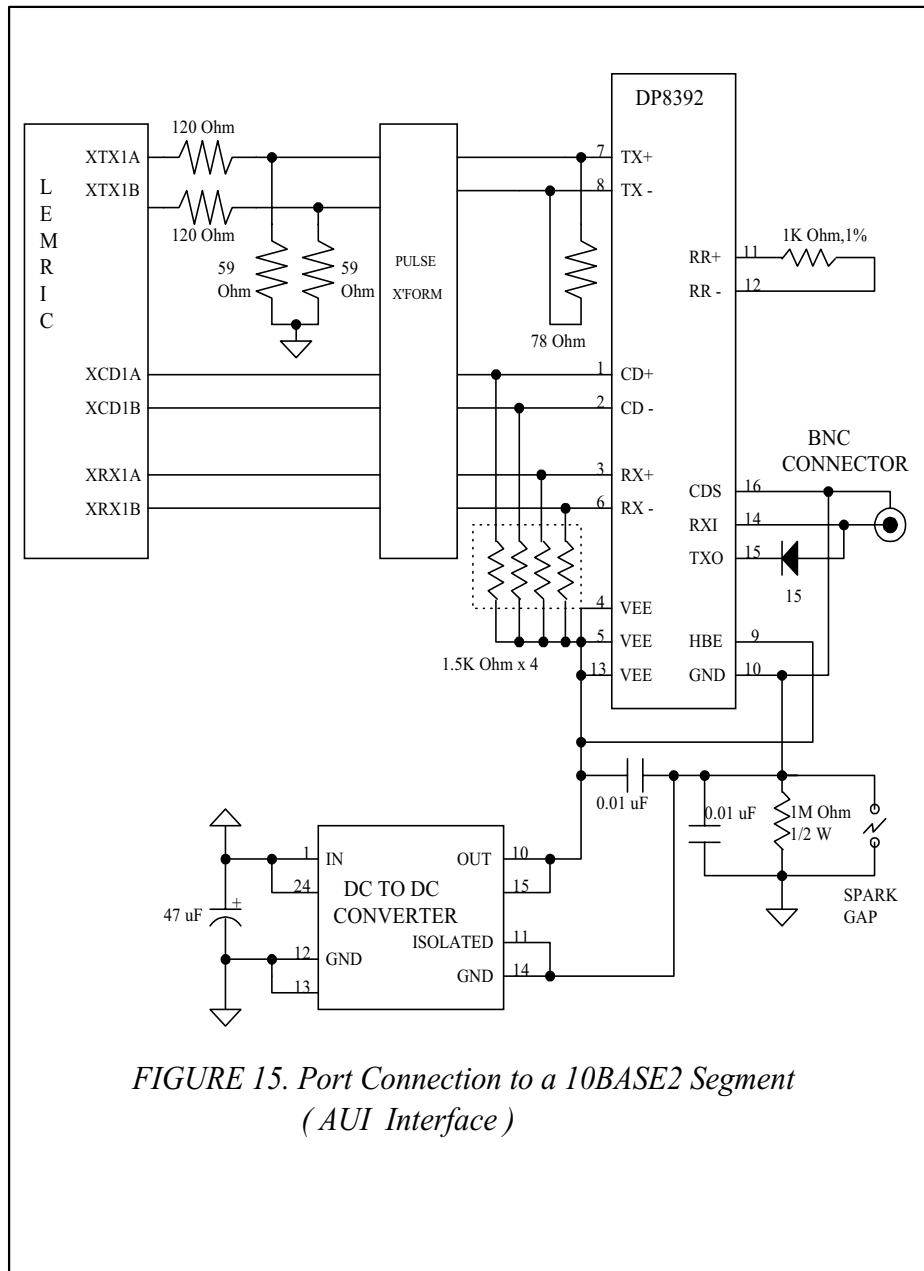 DP8392
LEMRIC
120 Ohm
XTX1A
XTX1B
120 Ohm
59
Ohm
59
Ohm
PULSE
X'FORM
7
TX+
8
TX -
78 Ohm
RR+
11
1K Ohm,1%
RR -
12
XCD1A
XCD1B
XRX1A
XRX1B
1
CD+
2
CD -
3
RX+
6
RX -
BNC
CONNECTOR
CDS
16
RXI
14
TXO
15
15
4
VEE
5
VEE
13
VEE
HBE
9
GND
10
1.5K Ohm x 4
0.01 uF
0.01 uF
1M Ohm
1/2 W
SPARK
GAP
47 uF
+
1
IN
24
OUT
10
15
DC TO DC
CONVERTER
ISOLATED
11
12
GND
GND
14
13
FIGURE 15. Port Connection to a 10BASE2 Segment
( AUI Interface )